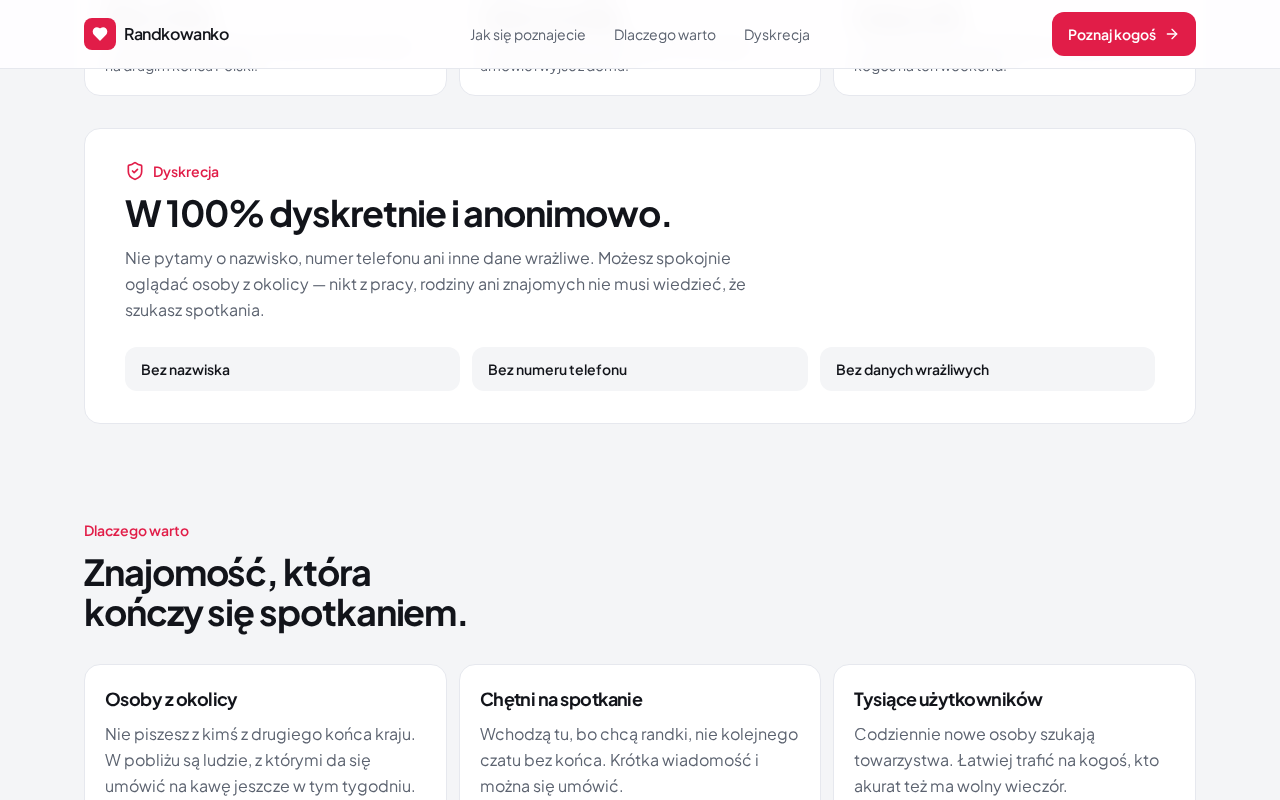 Randkowanko
Jak się poznajecie
Dlaczego warto
Dyskrecja
Poznaj kogoś
Dyskrecja
W 100% dyskretnie i anonimowo.
Nie pytamy o nazwisko, numer telefonu ani inne dane wrażliwe. Możesz spokojnie
oglądać osoby z okolicy — nikt z pracy, rodziny ani znajomych nie musi wiedzieć, że
szukasz spotkania.
Bez nazwiska
Bez numeru telefonu
Bez danych wrażliwych
Dlaczego warto
Znajomość, która
kończy się spotkaniem.
Osoby z okolicy
Nie piszesz z kimś z drugiego końca kraju.
W pobliżu są ludzie, z którymi da się
umówić na kawę jeszcze w tym tygodniu.
Chętni na spotkanie
Wchodzą tu, bo chcą randki, nie kolejnego
czatu bez końca. Krótka wiadomość i
można się umówić.
Tysiące użytkowników
Codziennie nowe osoby szukają
towarzystwa. Łatwiej trafić na kogoś, kto
akurat też ma wolny wieczór.